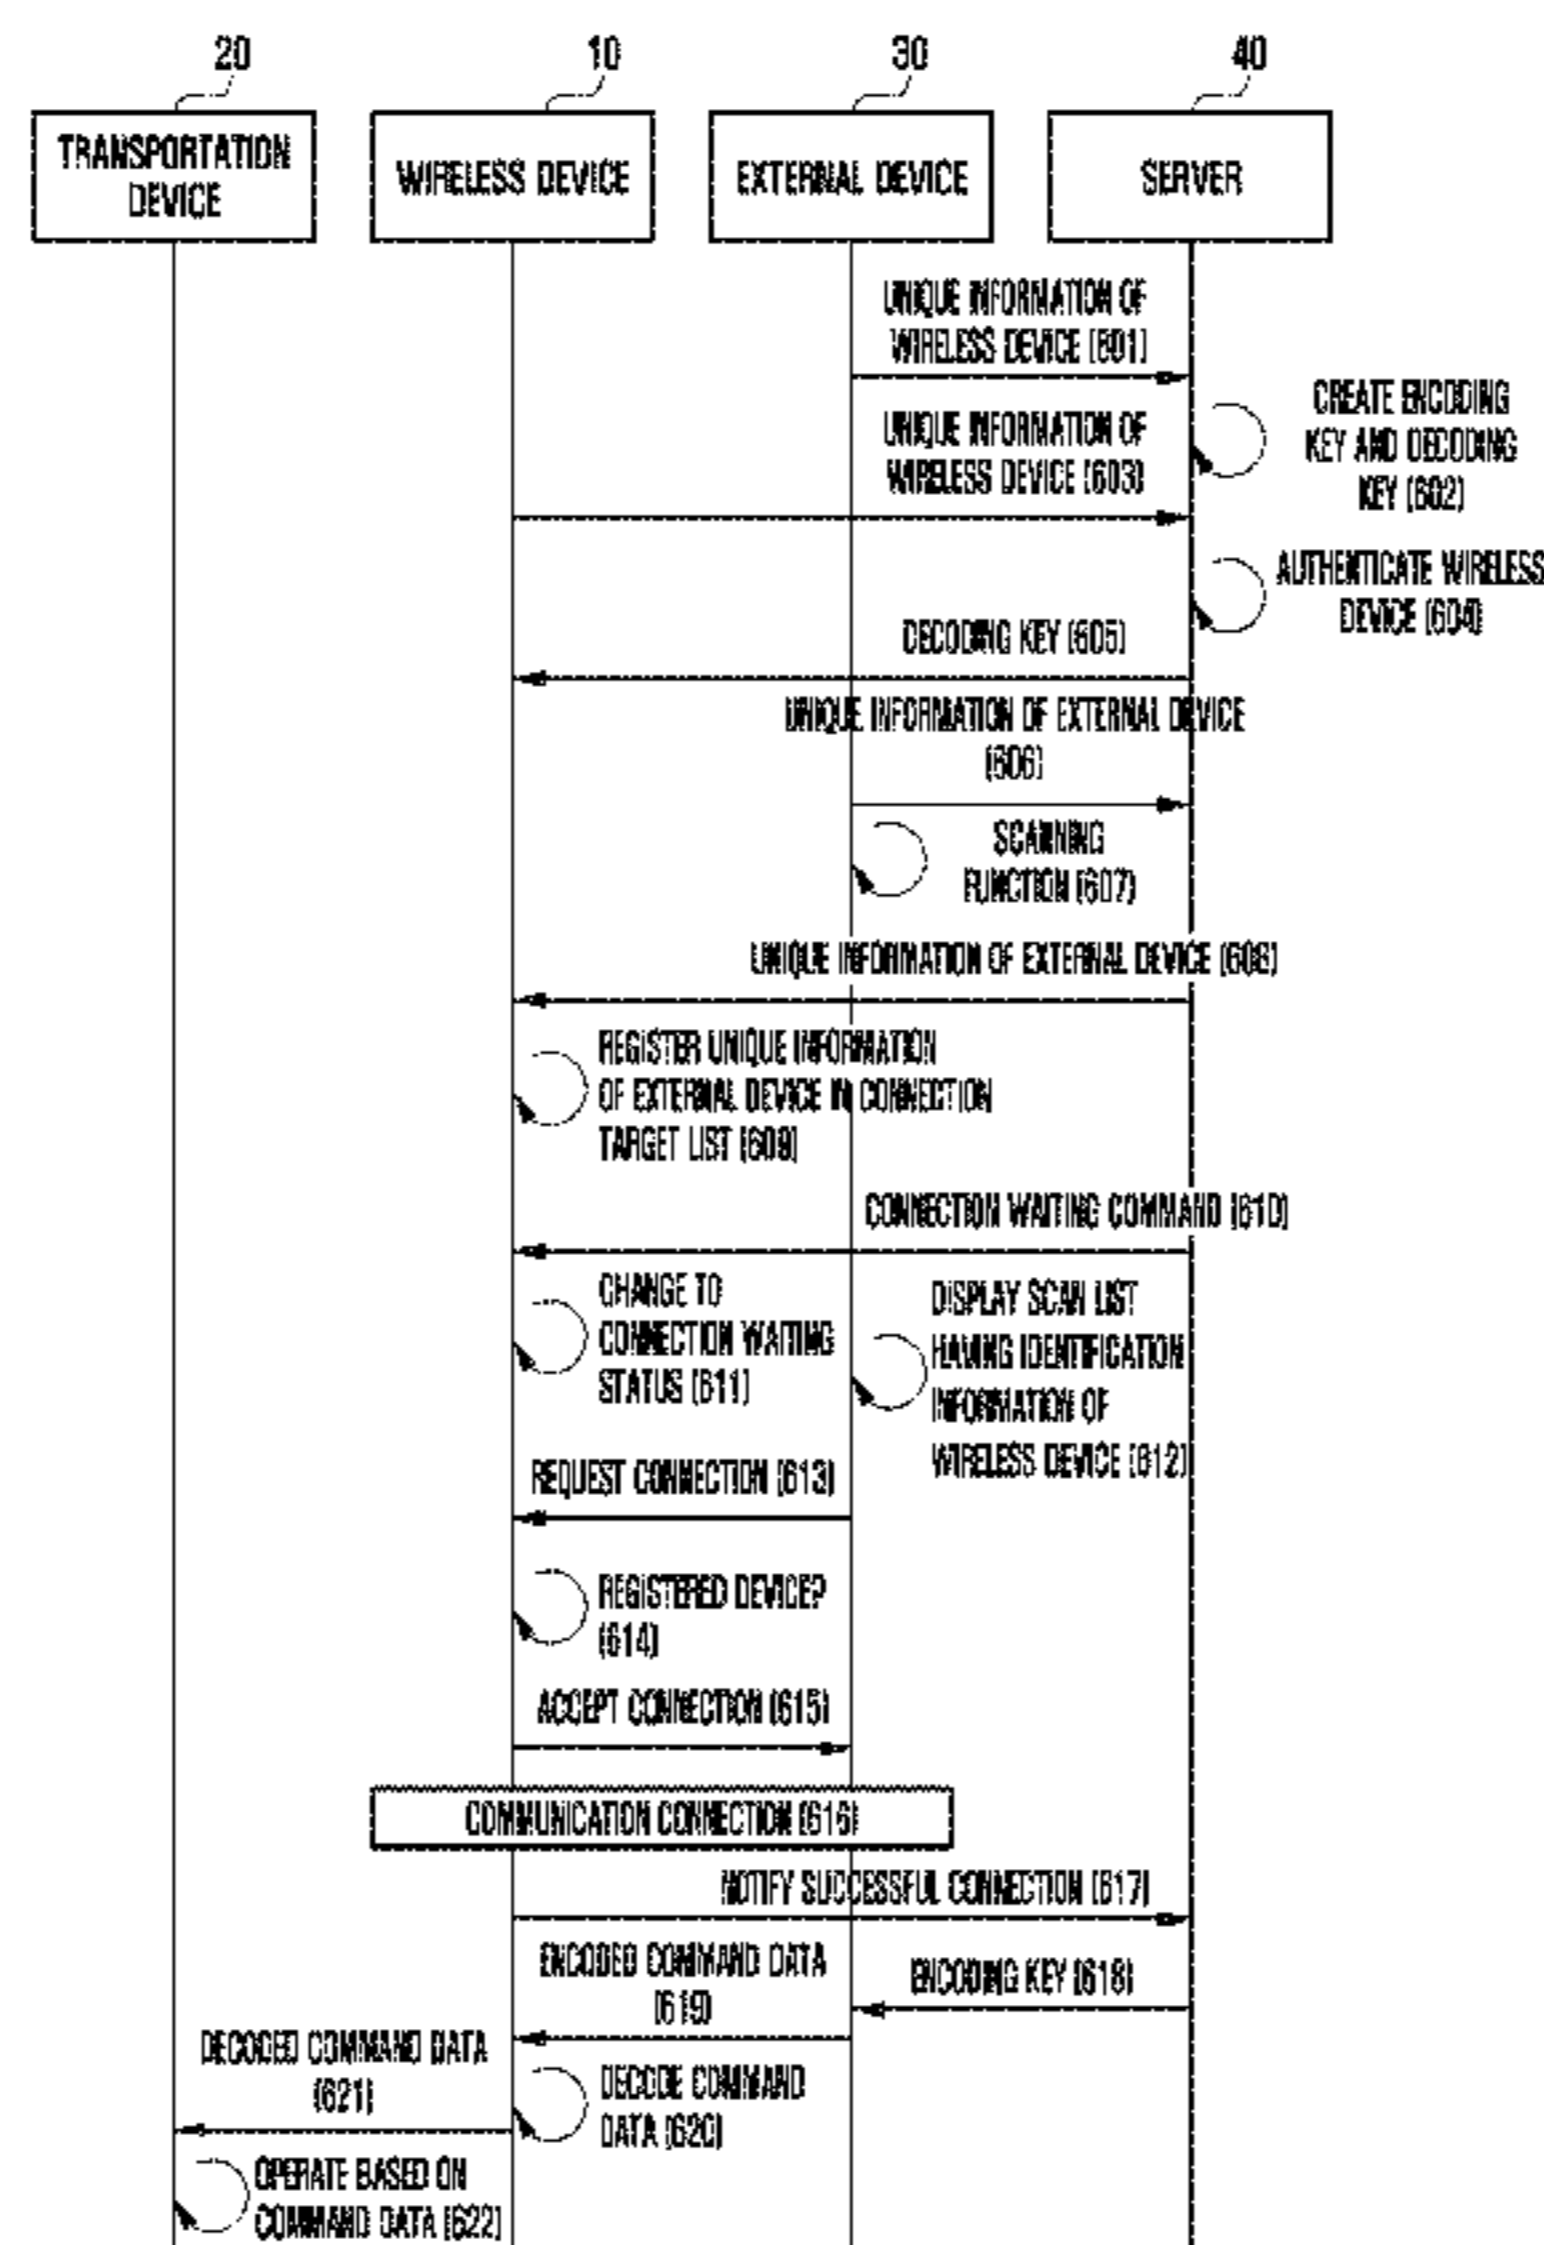 20
10
30
40
TRANSPORTATION
DEVICE
WIRELESS DEVICE
EXTERNAL DEVICE
SERVER
UNIQUE INFORMATION OF
WIRELESS DEVICE (601)
CREATE ENCODING
KEY AND DECODING
KEY (602)
UNIQUE INFORMATION OF
WIRELESS DEVICE (603)
AUTHENTICATE WIRELESS
DEVICE (604)
DECODING KEY (605)
UNIQUE INFORMATION OF EXTERNAL DEVICE
(606)
SCANNING
FUNCTION (607)
UNIQUE INFORMATION OF EXTERNAL DEVICE (608)
REGISTER UNIQUE INFORMATION
OF EXTERNAL DEVICE IN CONNECTION
TARGET LIST (609)
CONNECTION WAITING COMMAND (610)
CHANGE TO
CONNECTION WAITING
STATUS (611)
DISPLAY SCAN LIST
HAVING IDENTIFICATION
INFORMATION OF
WIRELESS DEVICE (612)
REQUEST CONNECTION (613)
REGISTERED DEVICE?
(614)
ACCEPT CONNECTION (615)
COMMUNICATION CONNECTION (616)
NOTIFY SUCCESSFUL CONNECTION (617)
ENCODING KEY (618)
ENCODED COMMAND DATA
(619)
DECODE COMMAND
DATA (620)
DECODED COMMAND DATA
(621)
OPERATE BASED ON
COMMAND DATA (622)